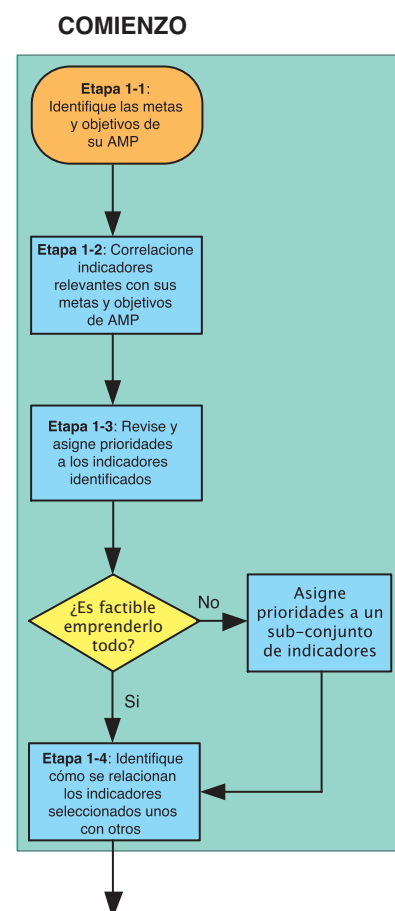 COMIENZO
Etapa 1-1:
Identifique las metas
y objetivos de
su AMP
Etapa 1-2: Correlacione
indicadores
relevantes con sus
metas y objetivos
de AMP
Etapa 1-3: Revise y
asigne prioridades
a los indicadores
identificados
¿Es factible
emprenderlo
todo?
No
Asigne
prioridades a un
sub-conjunto
de indicadores
Si
Etapa 1-4: Identifique
cómo se relacionan
los indicadores
seleccionados unos
con otros